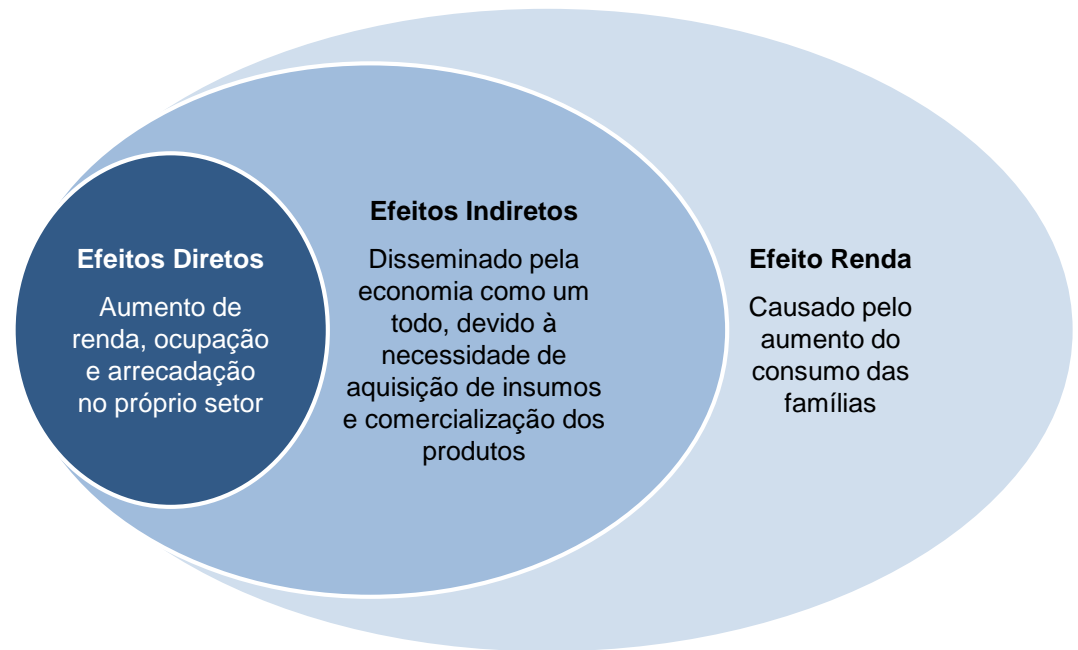 Efeitos Diretos
Aumento de
renda, ocupação
e arrecadação
no próprio setor
Efeitos Indiretos
Disseminado pela
economia como um
todo, devido à
necessidade de
aquisição de insumos
e comercialização dos
produtos
Efeito Renda
Causado pelo
aumento do
consumo das
famílias